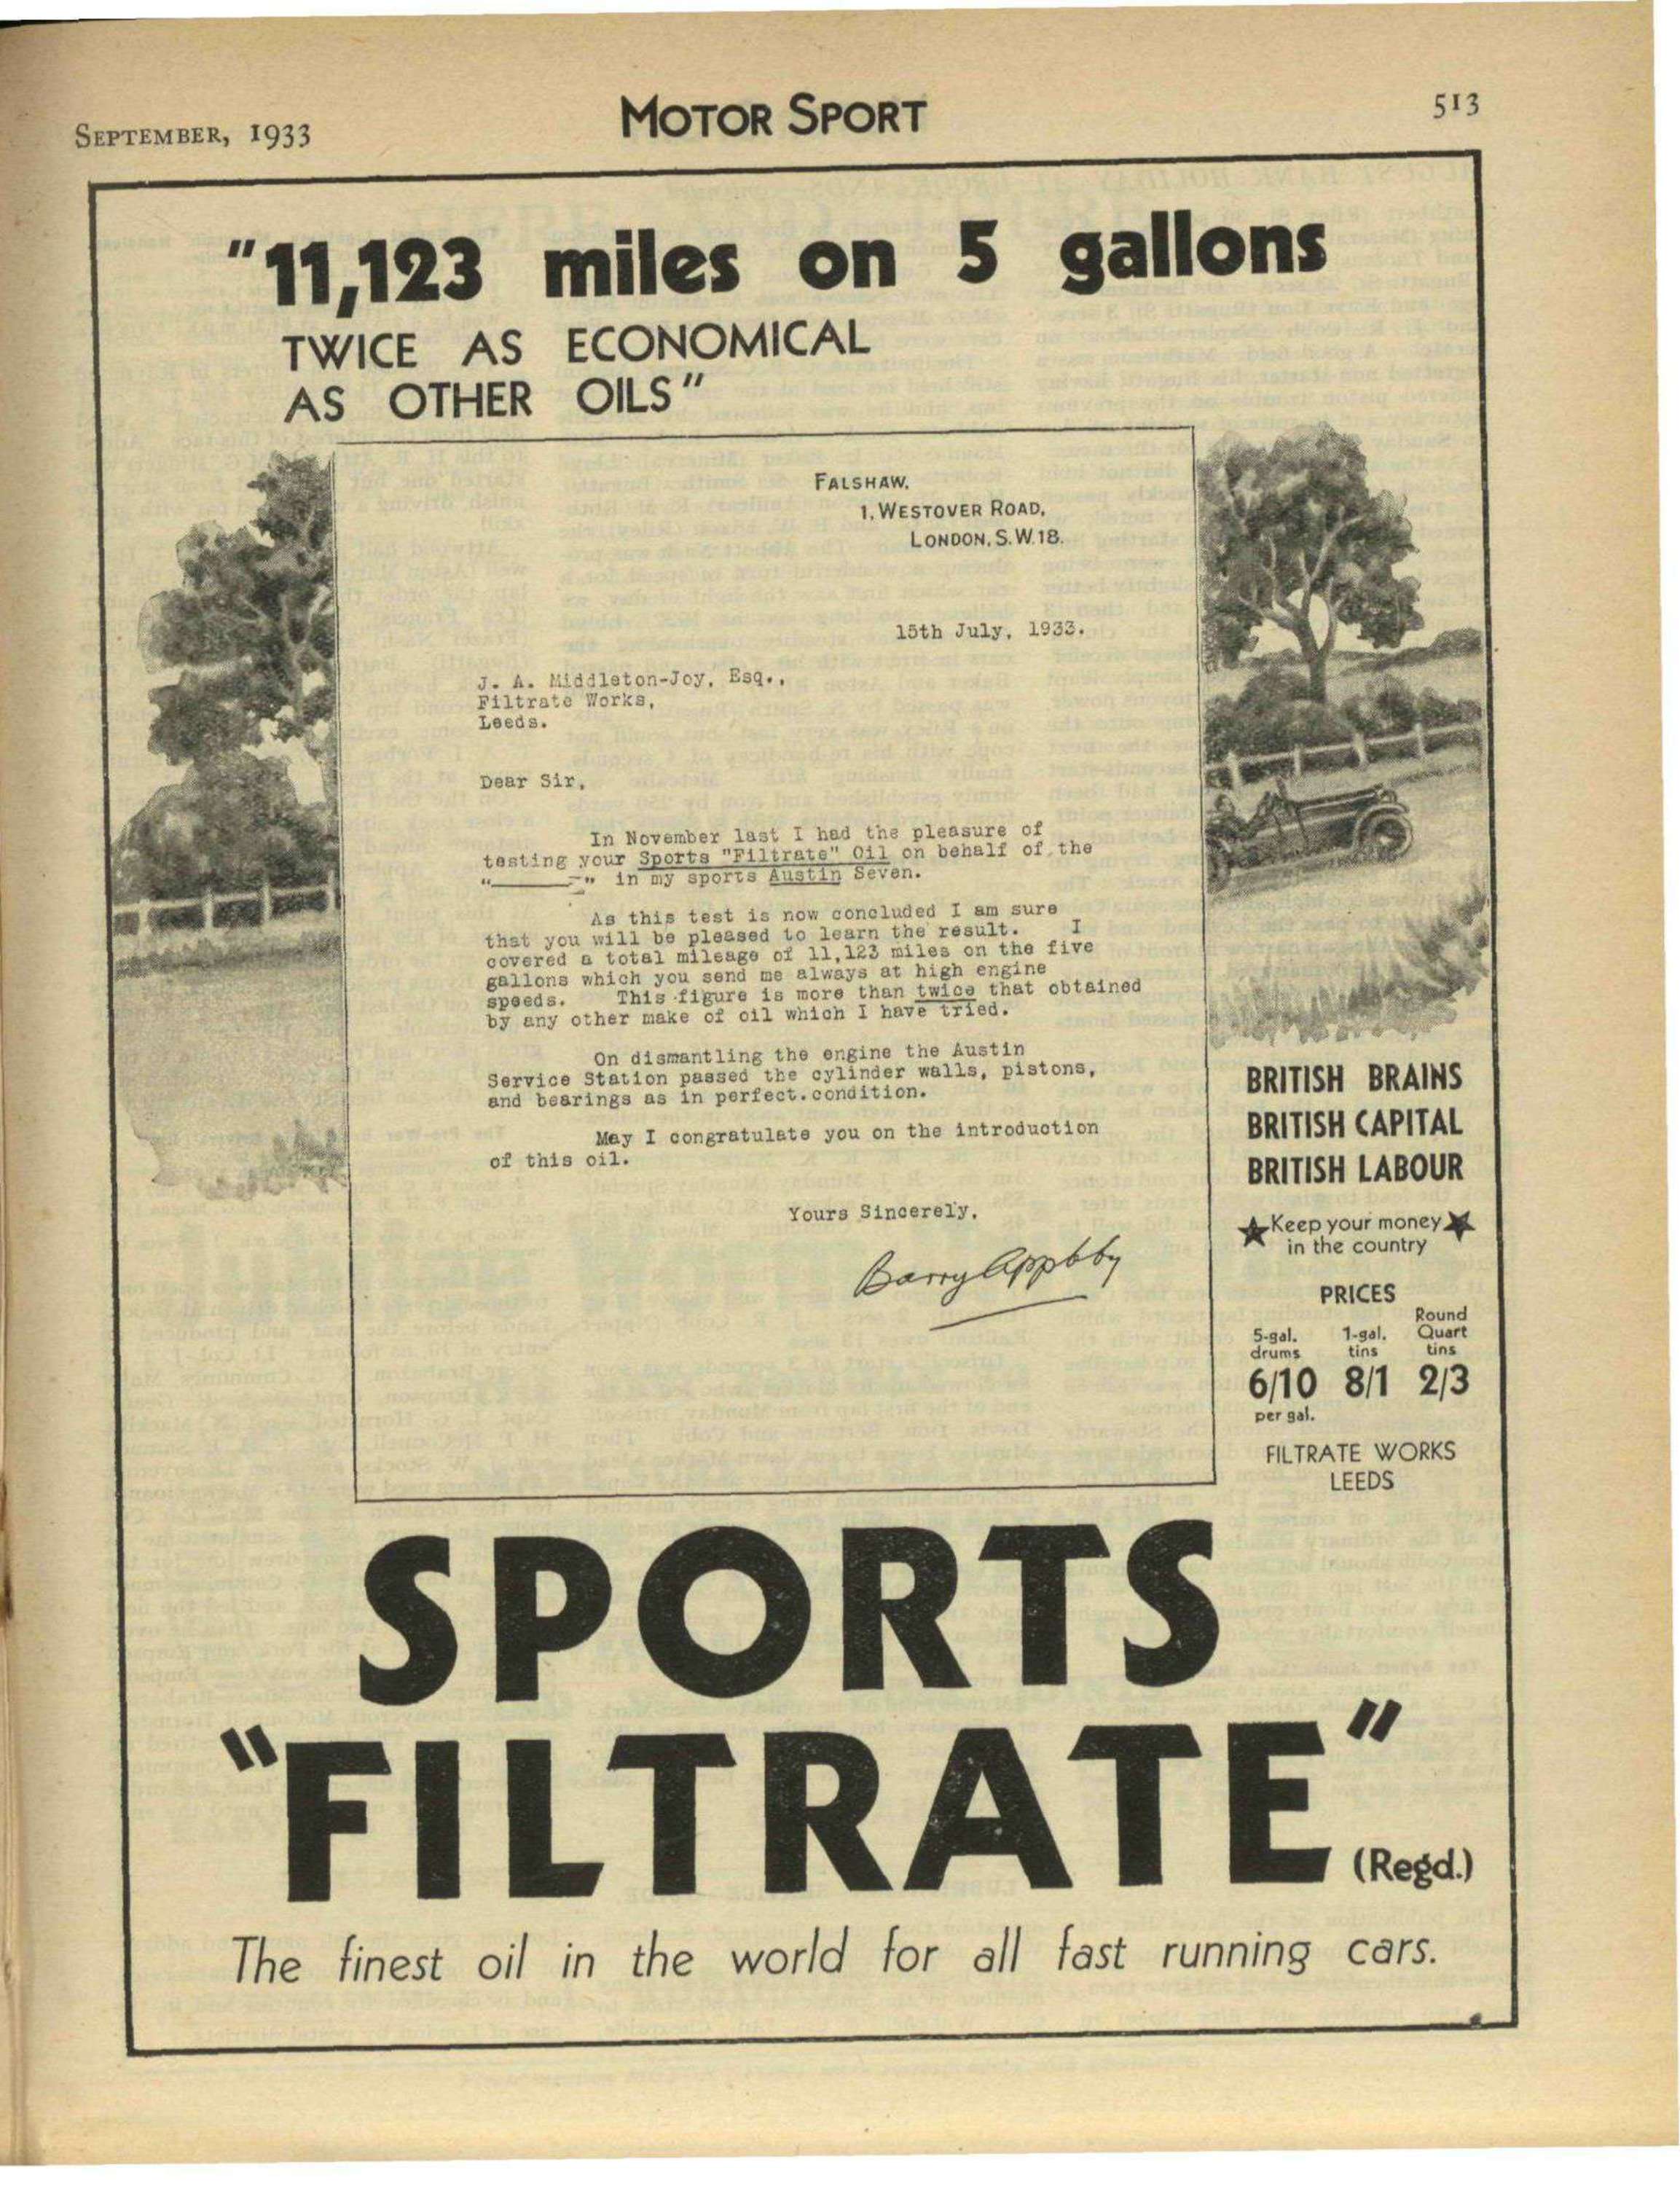 SEPTEMBER, 1933
MOTOR SPORT
513
"11,123 miles on 5 gallons
TWICE AS ECONOMICAL
AS OTHER OILS"
FALSHAW,
1, WESTOVER ROAD,
LONDON, S.W.18.
15th July, 1933.
J. A. Middleton-Joy, Esq.,
Filtrate Works,
Leeds.
Dear Sir,
In November last I had the pleasure of
testing your Sports "Filtrate" Oil on behalf of the
"______" in my sports Austin Seven.
As this test is now concluded I am sure
that you will be pleased to learn the result. I
covered a total mileage of 11,123 miles on the five
gallons which you send me always at high engine
speeds. This figure is more than twice that obtained
by any other make of oil which I have tried.
On dismantling the engine the Austin
Service Station passed the cylinder walls, pistons,
and bearings as in perfect.condition.
May I congratulate you on the introduction
of this oil.
Yours Sincerely,
Barry Appleby
BRITISH BRAINS
BRITISH CAPITAL
BRITISH LABOUR
★ Keep your money ★
in the country
PRICES
5-gal. drums 1-gal. tins Round Quart tins
6/10 8/1 2/3
per gal.
FILTRATE WORKS
LEEDS
SPORTS
"FILTRATE"
(Regd.)
The finest oil in the world for all fast running cars.